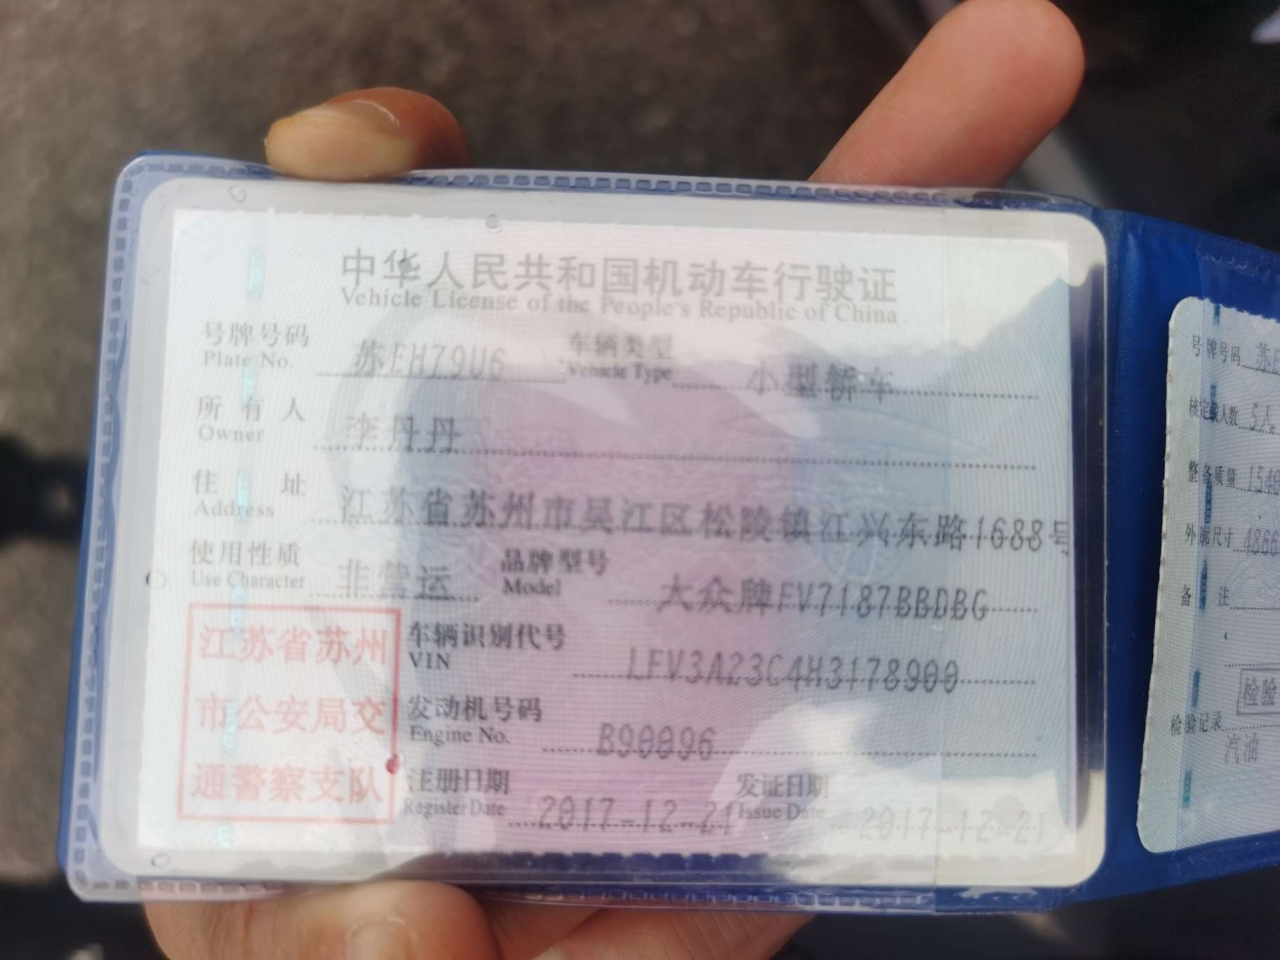 中华人民共和国机动车行驶证
Vehicle License of the People's Republic of China
号牌号码 苏EH79U6 车辆类型 小型轿车
Plate No. Vehicle Type
所有人 李丹丹
Owner
住址 江苏省苏州市吴江区松陵镇江兴东路1688号
Address
使用性质 非营运 品牌型号 大众牌FV7187BBDBG
Use Character Model
江苏省苏州
市公安局交
通警察支队
车辆识别代号 LFV3A23C4H3178900
VIN
发动机号码 B90096
Engine No.
注册日期 2017-12-21 发证日期 2017-12-21
Register Date Issue Date
号牌号码 苏E
核定载人数 5人
整备质量 154
外廓尺寸 4866
备注
检验
检验记录
汽油